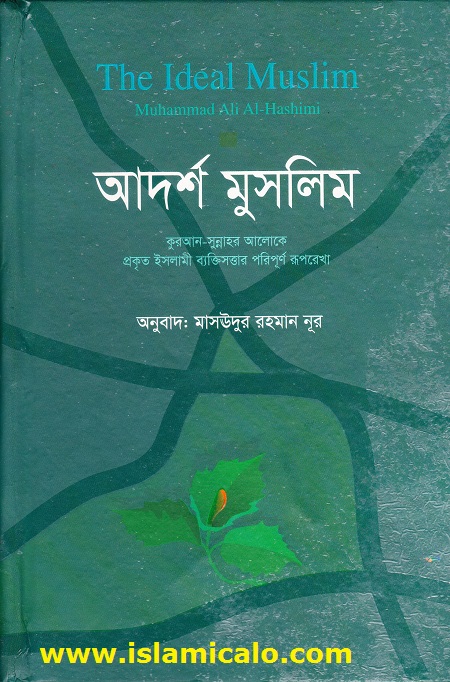 The Ideal Muslim
Muhammad Ali Al-Hashimi
আদর্শ মুসলিম
কুরআন-সুন্নাহর আলোকে
প্রকৃত ইসলামী ব্যক্তিসত্তার পরিপূর্ণ রূপরেখা
অনুবাদ: মাসঊদুর রহমান নূর
www.islamicalo.com